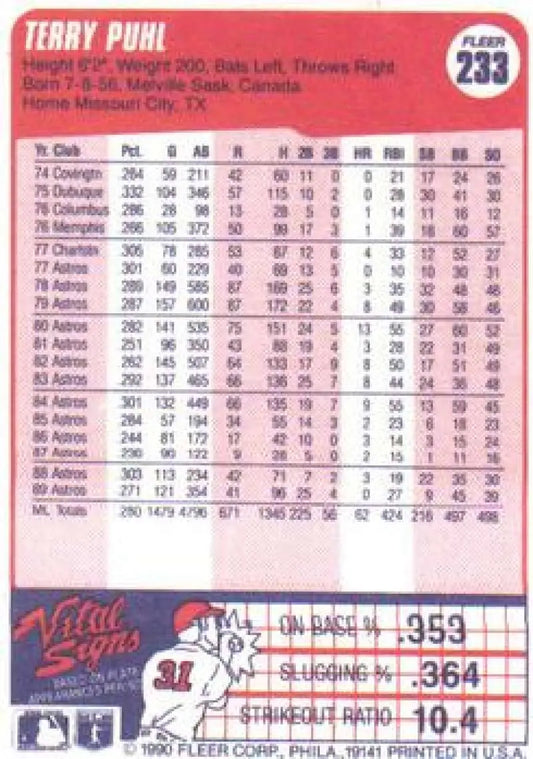 TERRY PUHL
FLEER
233
Height 6'2", Weight 200, Bats Left, Throws Right
Born 7-8-56, Melville Sask, Canada
Home Missouri City, TX
Yr. Club Pct. G AB R H 2B 3B HR RBI SB BB SO
74 Covingtn .284 59 211 42 60 11 0 0 21 17 24 26
75 Dubuque .332 104 346 57 115 10 2 0 28 30 41 30
76 Columbus .286 28 98 13 28 5 0 1 14 11 16 12
76 Memphis .266 105 372 50 99 17 3 1 39 18 60 57
77 Charlstn .305 78 285 53 87 12 6 4 33 12 52 27
77 Astros .301 60 229 40 69 13 5 0 10 10 30 31
78 Astros .289 149 585 87 169 25 6 3 35 32 48 46
79 Astros .287 157 600 87 172 22 4 8 49 30 58 46
80 Astros .282 141 535 75 151 24 5 13 55 27 60 52
81 Astros .251 96 350 43 88 19 4 3 28 22 31 49
82 Astros .262 145 507 64 133 17 9 8 50 17 51 49
83 Astros .292 137 465 66 136 25 7 8 44 24 36 48
84 Astros .301 132 449 66 135 19 7 9 55 13 59 45
85 Astros .284 57 194 34 55 14 3 2 23 6 18 23
86 Astros .244 81 172 17 42 10 0 3 14 3 15 24
87 Astros .230 90 122 9 28 5 0 2 15 1 11 16
88 Astros .303 113 234 42 71 7 2 3 19 22 35 30
89 Astros .271 121 354 41 96 25 4 0 27 9 45 39
ML Totals .280 1479 4796 671 1345 225 56 62 424 216 497 498
Vital
Signs
BASED ON PLATE
APPEARANCES PER
31
ON BASE % .353
SLUGGING % .364
STRIKEOUT RATIO 10.4
© 1990 FLEER CORP., PHILA., 19141 PRINTED IN U.S.A.